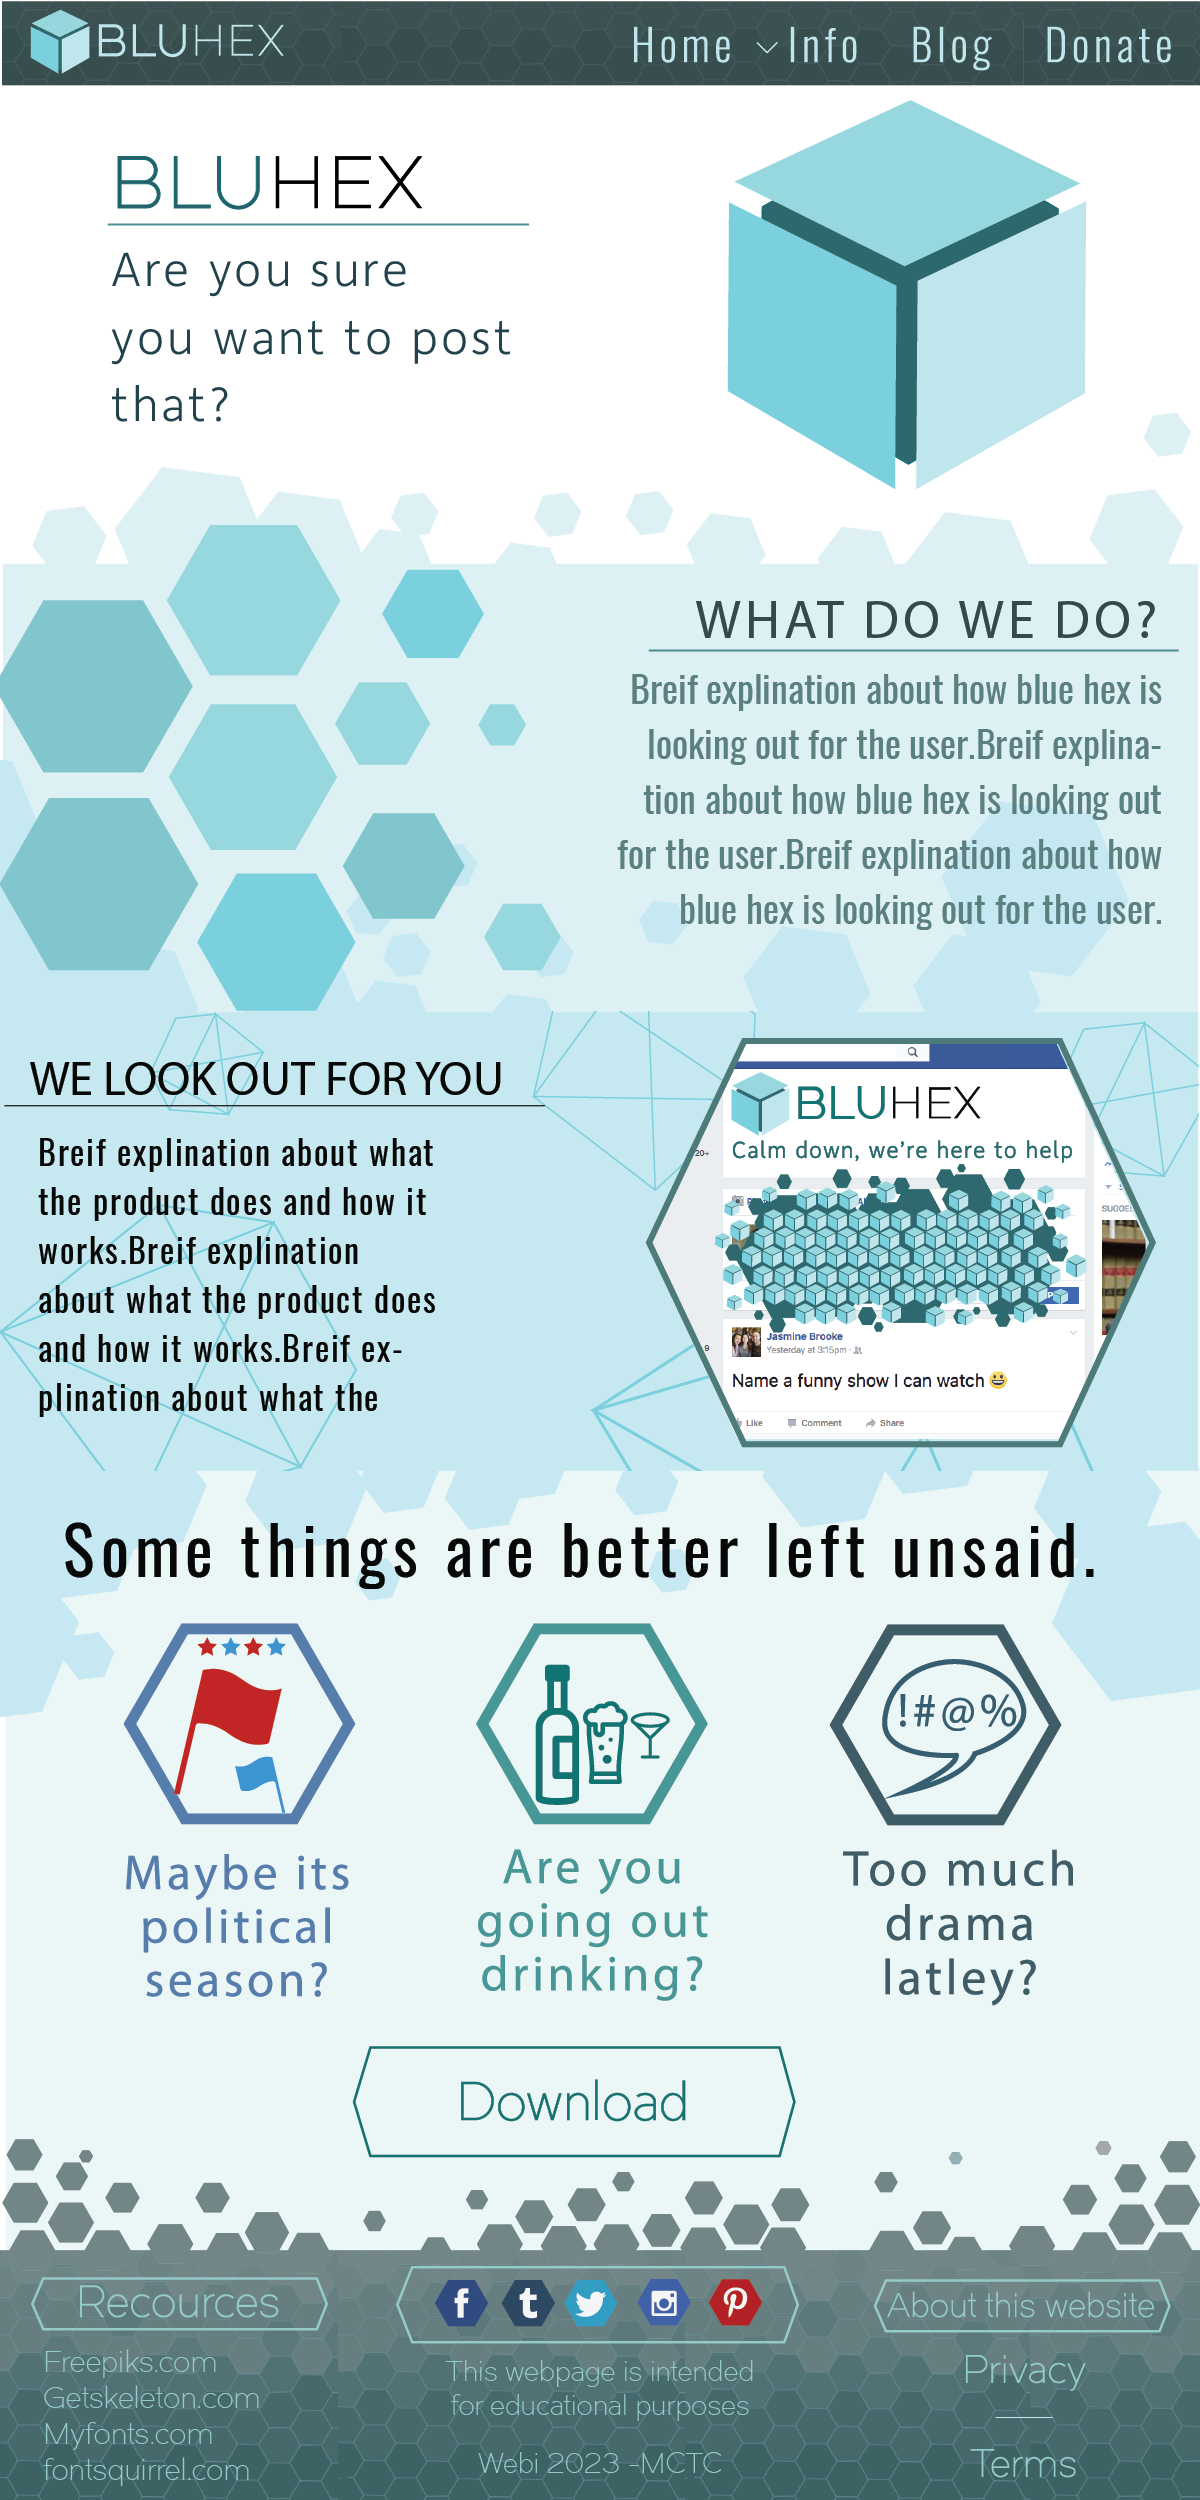 BLUHEX
Home
Info
Blog
Donate
BLUHEX
Are you sure
you want to post
that?
WHAT DO WE DO?
Breif explination about how blue hex is
looking out for the user.Breif explina-
tion about how blue hex is looking out
for the user.Breif explination about how
blue hex is looking out for the user.
WE LOOK OUT FOR YOU
Breif explination about what
the product does and how it
works.Breif explination
about what the product does
and how it works.Breif ex-
plination about what the
BLUHEX
20+
Calm down, we're here to help
SUGGES
9
Jasmine Brooke
Yesterday at 3:15pm ·
Name a funny show I can watch 😀
Like
Comment
Share
Some things are better left unsaid.
!#@%
Maybe its
political
season?
Are you
going out
drinking?
Too much
drama
latley?
Download
Recources
Freepiks.com
Getskeleton.com
Myfonts.com
fontsquirrel.com
f
t
This webpage is intended
for educational purposes
Webi 2023 -MCTC
About this website
Privacy
Terms